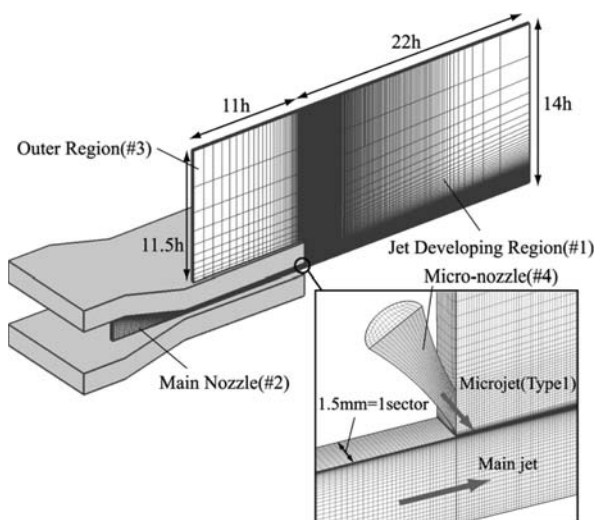 22h
11h
14h
Outer Region(#3)
11.5h
Jet Developing Region(#1)
Micro-nozzle(#4)
Main Nozzle(#2)
Microjet(Type1)
1.5mm=1sector
Main jet